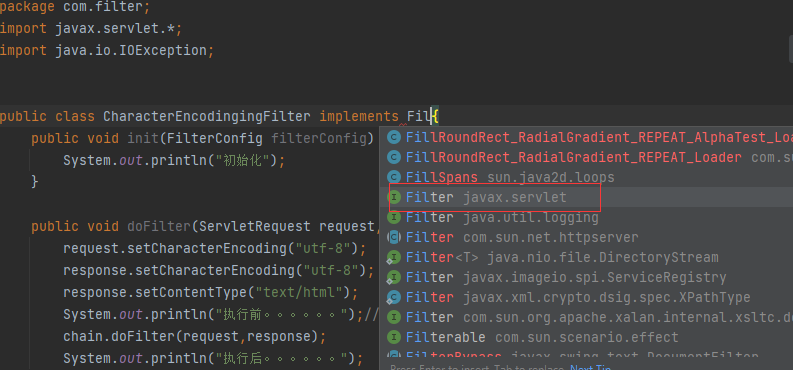 package com.filter;
import javax.servlet.*;
import java.io.IOException;
public class CharacterEncodingingFilter implements Fil{
public void init(FilterConfig filterConfig)
System.out.println("初始化");
}
public void doFilter(ServletRequest request,
request.setCharacterEncoding("utf-8");
response.setCharacterEncoding("utf-8");
response.setContentType("text/html");
System.out.println("执行前。。。。。。");//
chain.doFilter(request,response);
System.out.println("执行后。。。。。。");
FillRoundRect_RadialGradient_REPEAT_AlphaTest_Loa
FillRoundRect_RadialGradient_REPEAT_Loader com.su
FillSpans sun.java2d.loops
Filter javax.servlet
Filter java.util.logging
Filter com.sun.net.httpserver
Filter<T> java.nio.file.DirectoryStream
Filter javax.imageio.spi.ServiceRegistry
Filter javax.xml.crypto.dsig.spec.XPathType
Filter com.sun.org.apache.xalan.internal.xsltc.do
Filterable com.sun.scenario.effect
FilterBypass javax.swing.text.DocumentFilter
Press Enter to insert, Tab to replace Next Tip